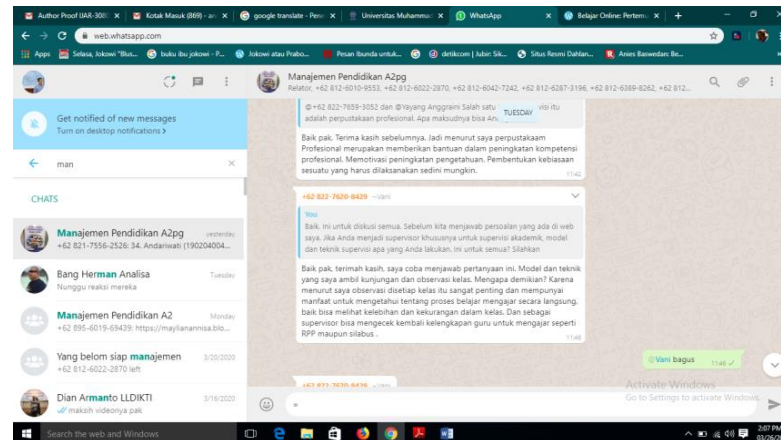 Author Proof IJAR-308
Kotak Masuk (869) - an
google translate - Pene
Universitas Muhamma
WhatsApp
Belajar Online: Pertemu
web.whatsapp.com
Apps
Selasa, Jokowi "Blus...
buku ibu jokowi - P...
Jokowi atau Prabo...
Pesan Ibunda untuk...
detikcom | Jubir: Sik...
Situs Resmi Dahlan...
Anies Baswedan: Be...
Get notified of new messages
Turn on desktop notifications >
man
CHATS
Manajemen Pendidikan A2pg
yesterday
+62 821-7556-2526: 34. Andariwati (190204004...
Bang Herman Analisa
Tuesday
Nunggu reaksi mereka
Manajemen Pendidikan A2
Monday
+62 895-6019-69439: https://maylianannisa.blo...
Yang belom siap manajemen
3/20/2020
+62 812-6022-2870 left
Dian Armanto LLDIKTI
3/16/2020
makoh videonya pak
Manajemen Pendidikan A2pg
Relator, +62 812-6010-9553, +62 812-6022-2870, +62 812-6042-7242, +62 812-6287-3196, +62 812-6389-8262, +62 812...
TUESDAY
@+62 822-7659-3052 dan @Yayang Anggraini Salah satu visi itu
adalah perpustakaan profesional. Apa maksudnya bisa
Baik pak. Terima kasih sebelumnya. Jadi menurut saya perpustakaam
Profesional merupakan memberikan bantuan dalam peningkatan kompetensi
profesional. Memotivasi peningkatan pengetahuan. Pembentukan kebiasaan
sesuatu yang harus dilaksanakan sedini mungkin.
11:42
+62 822-7620-8429 ~Vani
You
Baik. Ini untuk diskusi semua. Sebelum kita menjawab persoalan yang ada di web
saya. Jika Anda menjadi supervisor khususnya untuk supervisi akademik, model
dan teknik supervisi apa yang Anda lakukan. Ini untuk semua? Silahkan
Baik pak, terimah kasih, saya coba menjawab pertanyaan ini. Model dan teknik
yang saya ambil kunjungan dan observasi kelas. Mengapa demikian? Karena
menurut saya observasi disetiap kelas itu sangat penting dan mempunyai
manfaat untuk mengetahui tentang proses belajar mengajar secara langsung,
baik bisa melihat kelebihan dan kekurangan dalam kelas. Dan sebagai
supervisor bisa mengecek kembali kelengkapan guru untuk mengajar seperti
RPP maupun silabus .
11:46
@Vani bagus
11:46
+62 822-7620-8429 ~Vani
Activate Windows
Go to Settings to activate Windows.
Search the web and Windows
2:07 PM